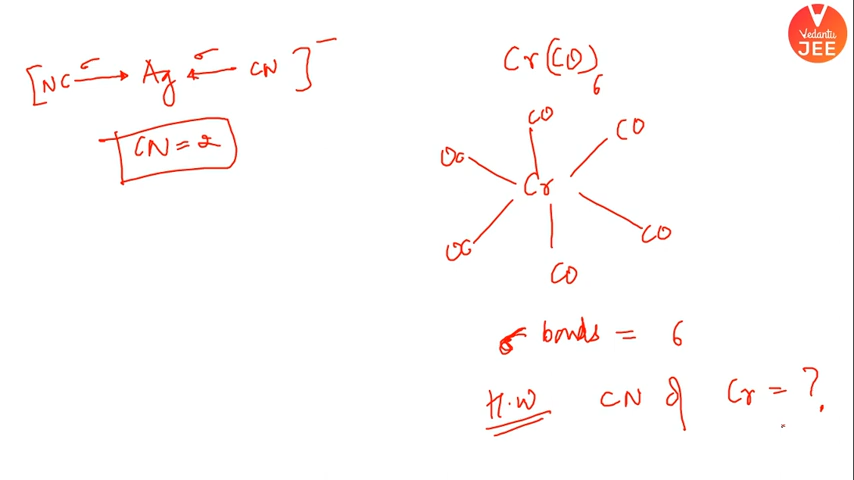 Vedantu
JEE
[NC σ→ Ag ←σ CN]⁻
CN = 2
Cr(CO)₆
CO
CO
OC
Cr
OC
CO
CO
σ bonds = 6
H.W CN of Cr = ?